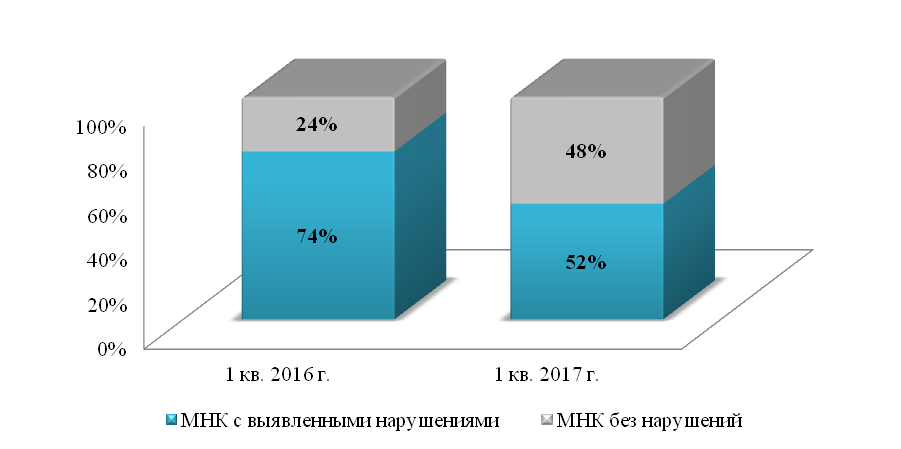 24%
48%
100%
80%
60%
40%
20%
0%
74%
52%
1 кв. 2016 г.
1 кв. 2017 г.
МНК с выявленными нарушениями
МНК без нарушений